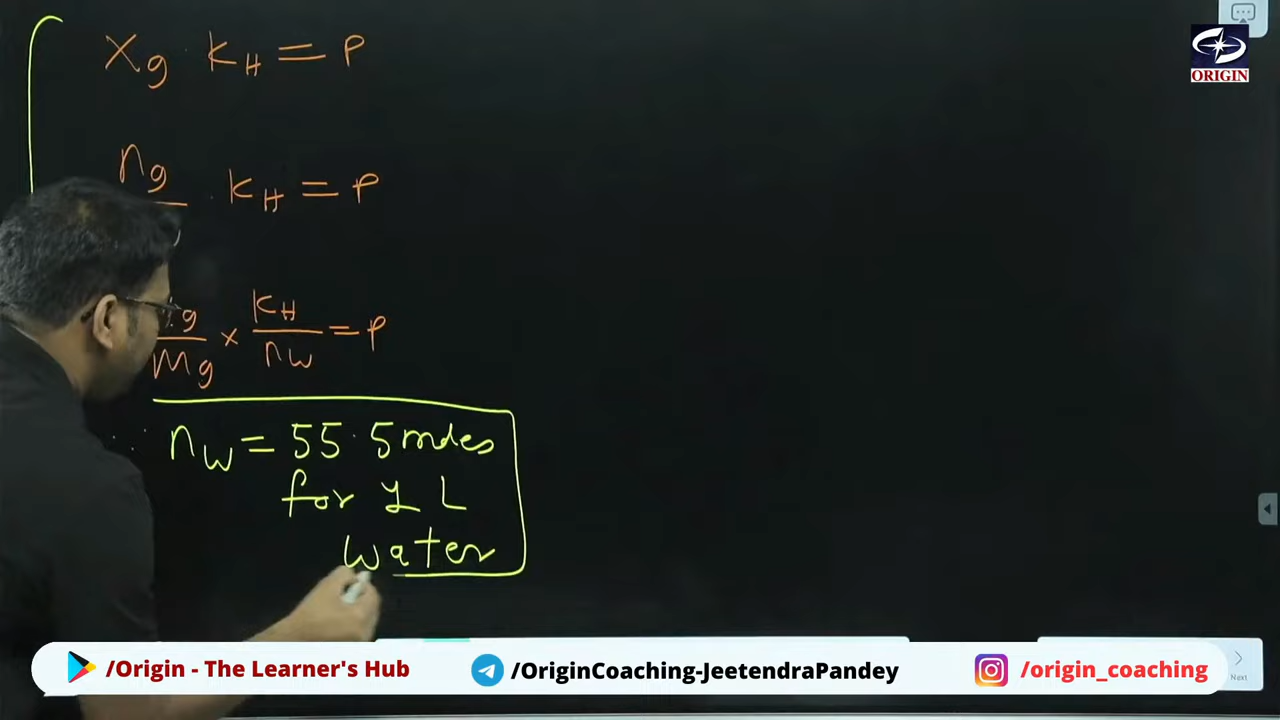 ORIGIN
Xg . KH = P
ng . KH = P
g/Mg × KH/nw = P
nw = 55.5 moles
for 1 L
water
/Origin - The Learner's Hub
/OriginCoaching-JeetendraPandey
/origin_coaching
Next